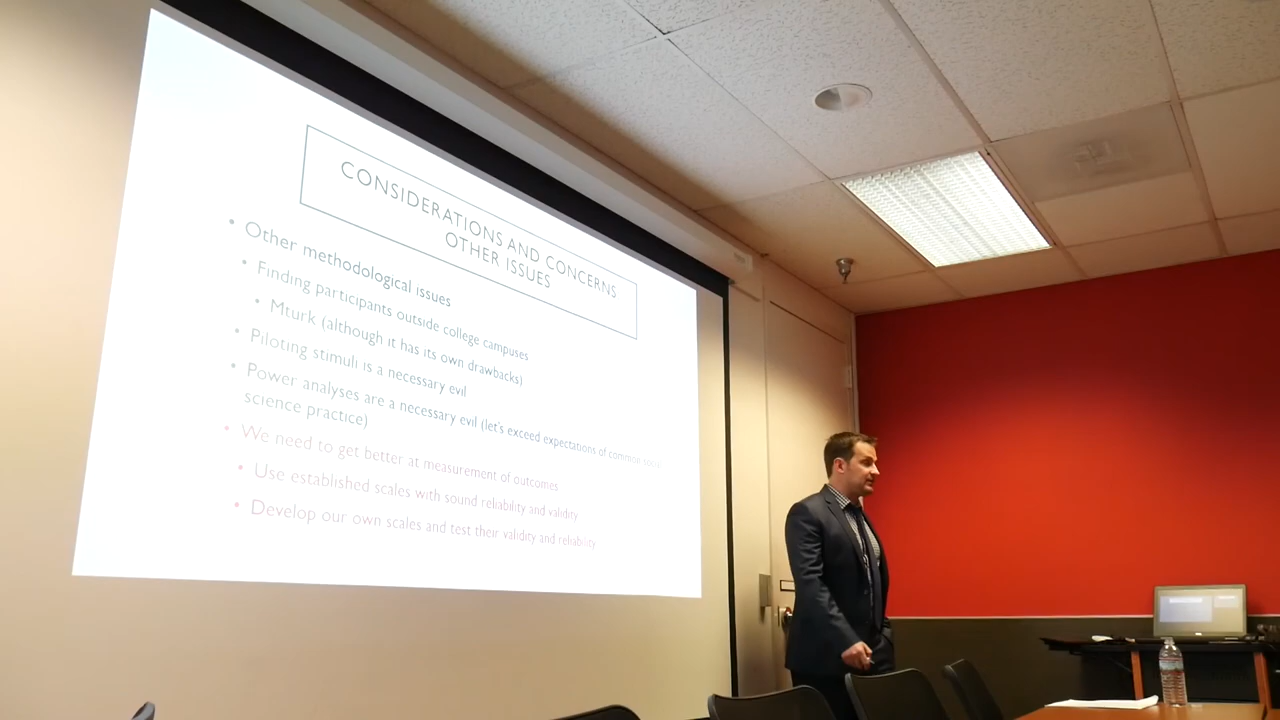 CONSIDERATIONS AND CONCERNS
OTHER ISSUES
• Other methodological issues
• Finding participants outside college campuses
• Mturk (although it has its own drawbacks)
• Piloting stimuli is a necessary evil
• Power analyses are a necessary evil (let's exceed expectations of common social
science practice)
• We need to get better at measurement of outcomes
• Use established scales with sound reliability and validity
• Develop our own scales and test their validity and reliability